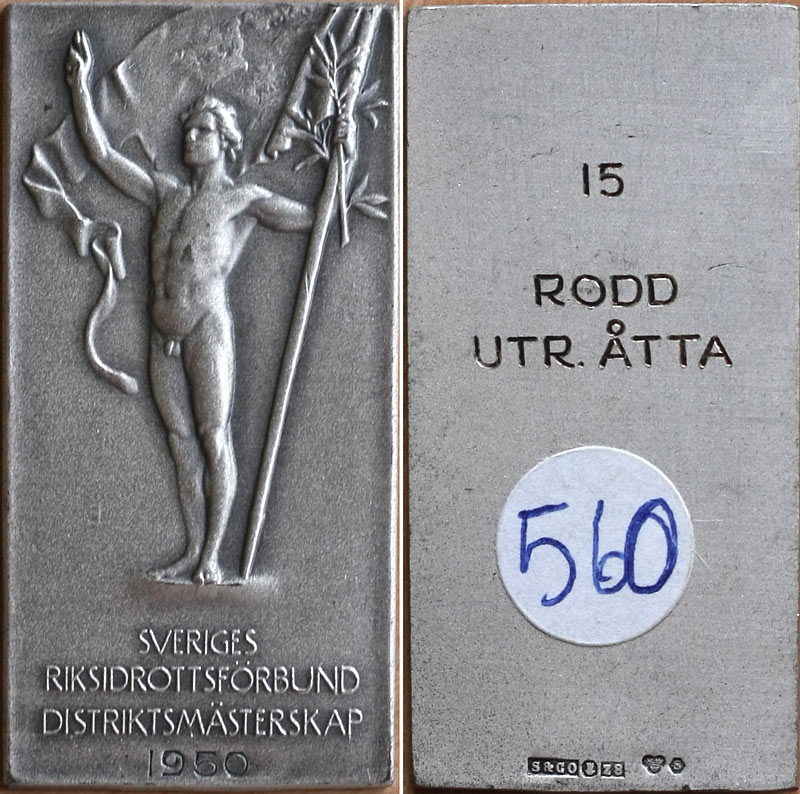 SVERIGES
RIKSIDROTTSFÖRBUND
DISTRIKTSMÄSTERSKAP
1950
15
RODD
UTR. ÅTTA
560